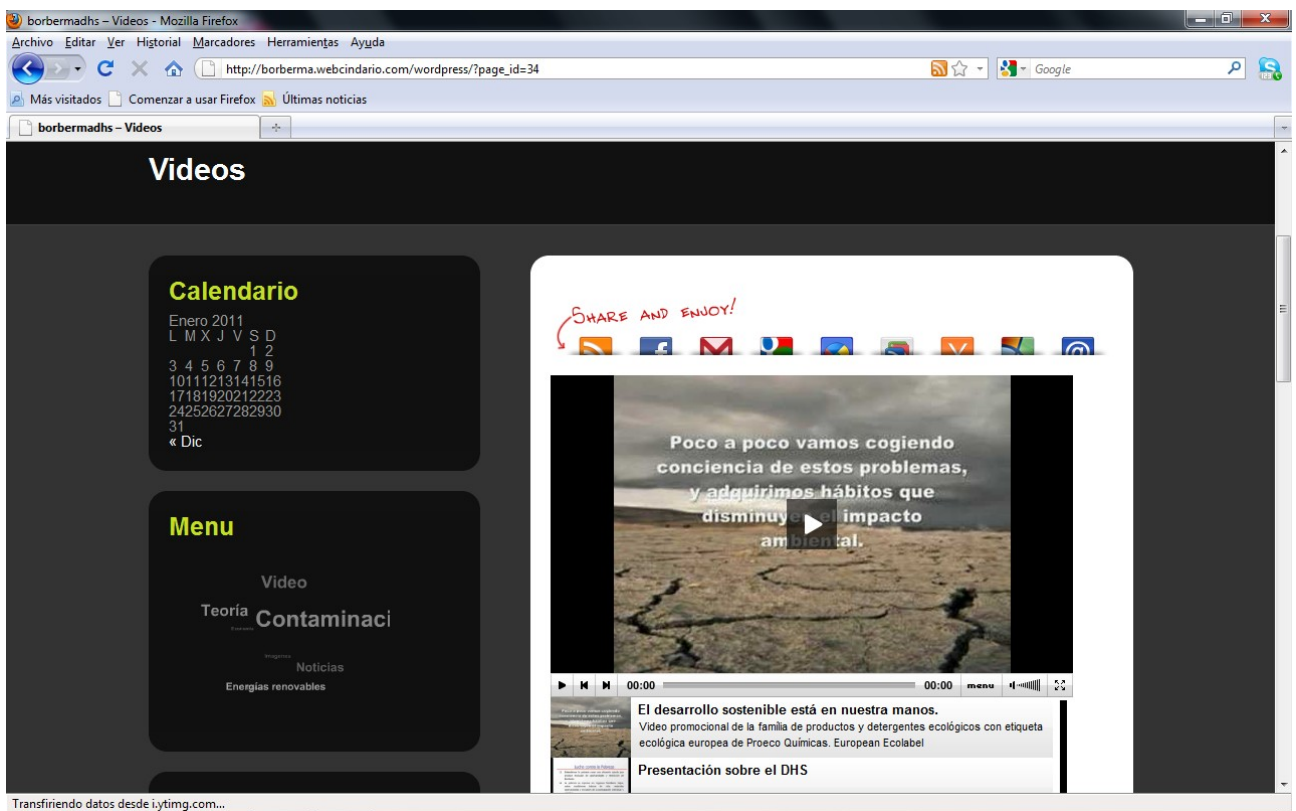 borbermadhs – Videos - Mozilla Firefox
Archivo Editar Ver Historial Marcadores Herramientas Ayuda
http://borberma.webcindario.com/wordpress/?page_id=34
Google
Más visitados Comenzar a usar Firefox Últimas noticias
borbermadhs – Videos
Videos
Calendario
Enero 2011
L M X J V S D
1 2
3 4 5 6 7 8 9
10111213141516
17181920212223
24252627282930
31
« Dic
Menu
Video
Teoría
Contaminaci
Imagenes
Noticias
Energías renovables
SHARE AND ENJOY!
Poco a poco vamos cogiendo
conciencia de estos problemas,
y adquirimos hábitos que
disminuyen el impacto
ambiental.
00:00 00:00 menu
El desarrollo sostenible está en nuestra manos.
Video promocional de la familia de productos y detergentes ecológicos con etiqueta
ecológica europea de Proeco Químicas. European Ecolabel
Presentación sobre el DHS
Transfiriendo datos desde i.ytimg.com...